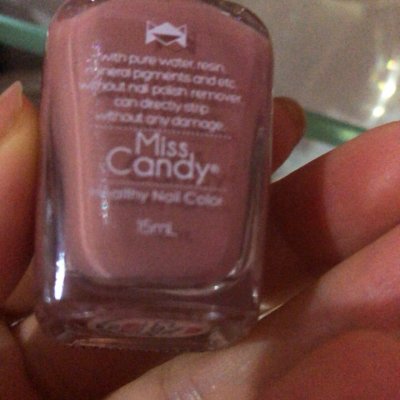 with pure water, resin,
mineral pigments and etc.
without nail polish remover,
can directly strip
without any damage.
Miss
Candy®
Healthy Nail Color
15mL